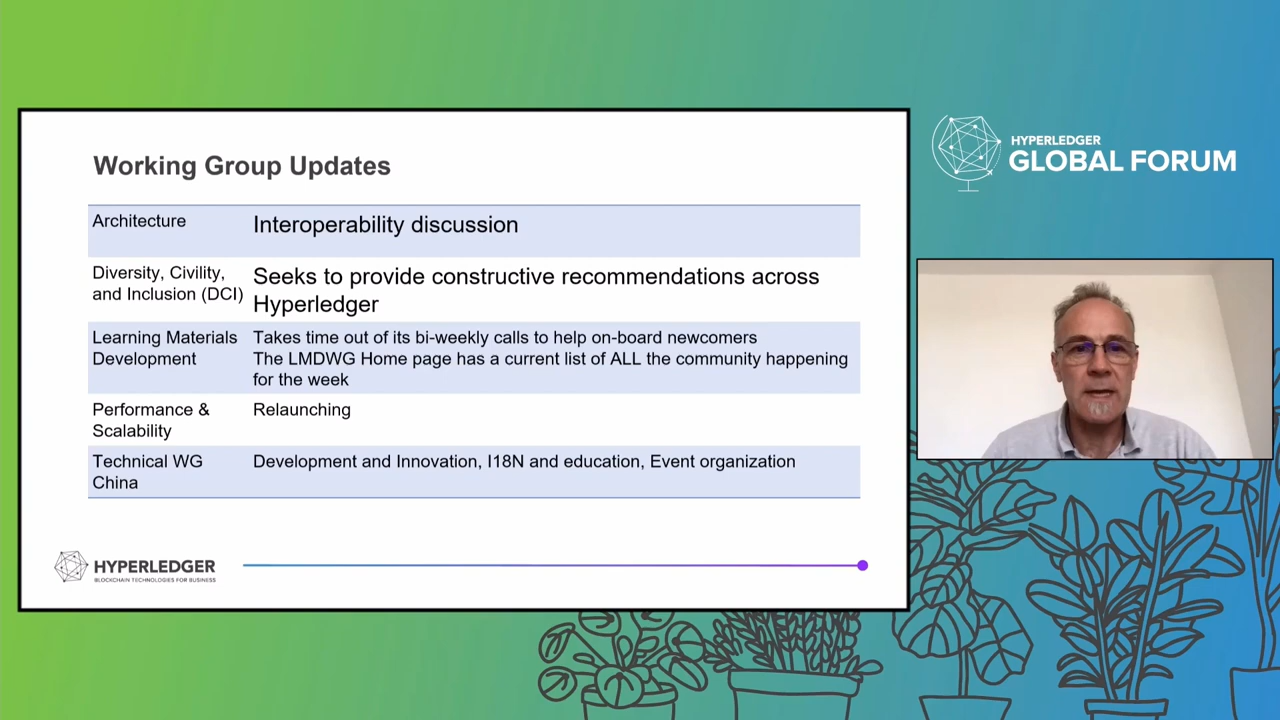 Working Group Updates
Architecture
Interoperability discussion
Diversity, Civility,
and Inclusion (DCI)
Seeks to provide constructive recommendations across
Hyperledger
Learning Materials
Development
Takes time out of its bi-weekly calls to help on-board newcomers
The LMDWG Home page has a current list of ALL the community happening
for the week
Performance &
Scalability
Relaunching
Technical WG
China
Development and Innovation, I18N and education, Event organization
HYPERLEDGER
BLOCKCHAIN TECHNOLOGIES FOR BUSINESS
HYPERLEDGER
GLOBAL FORUM